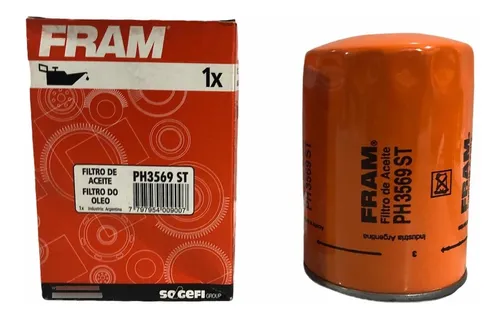 FRAM
1x
FILTRO DE
ACEITE
FILTRO DO
OLEO
1x Industria Argentina
PH3569 ST
7 797954 009007
SOGEFI GROUP
FRAM®
Filtro de Aceite
PH3569 ST
Industria Argentina